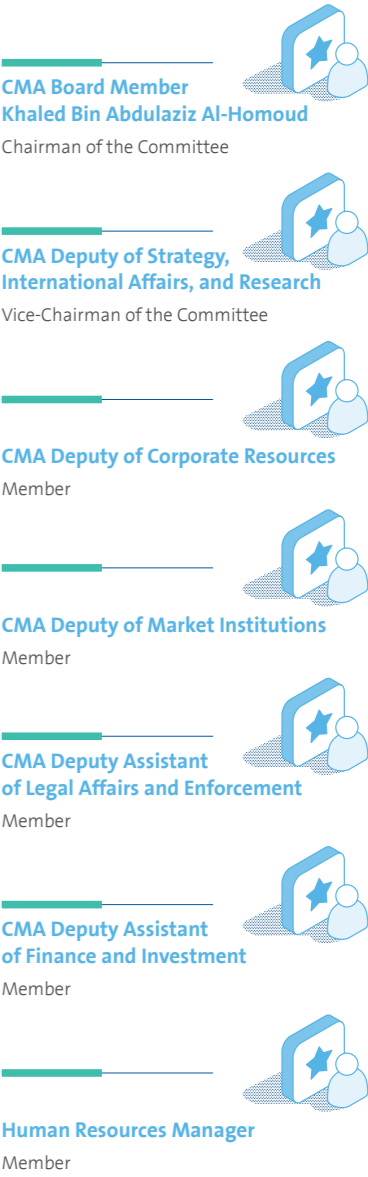 CMA Board Member
Khaled Bin Abdulaziz Al-Homoud
Chairman of the Committee
CMA Deputy of Strategy,
International Affairs, and Research
Vice-Chairman of the Committee
CMA Deputy of Corporate Resources
Member
CMA Deputy of Market Institutions
Member
CMA Deputy Assistant
of Legal Affairs and Enforcement
Member
CMA Deputy Assistant
of Finance and Investment
Member
Human Resources Manager
Member